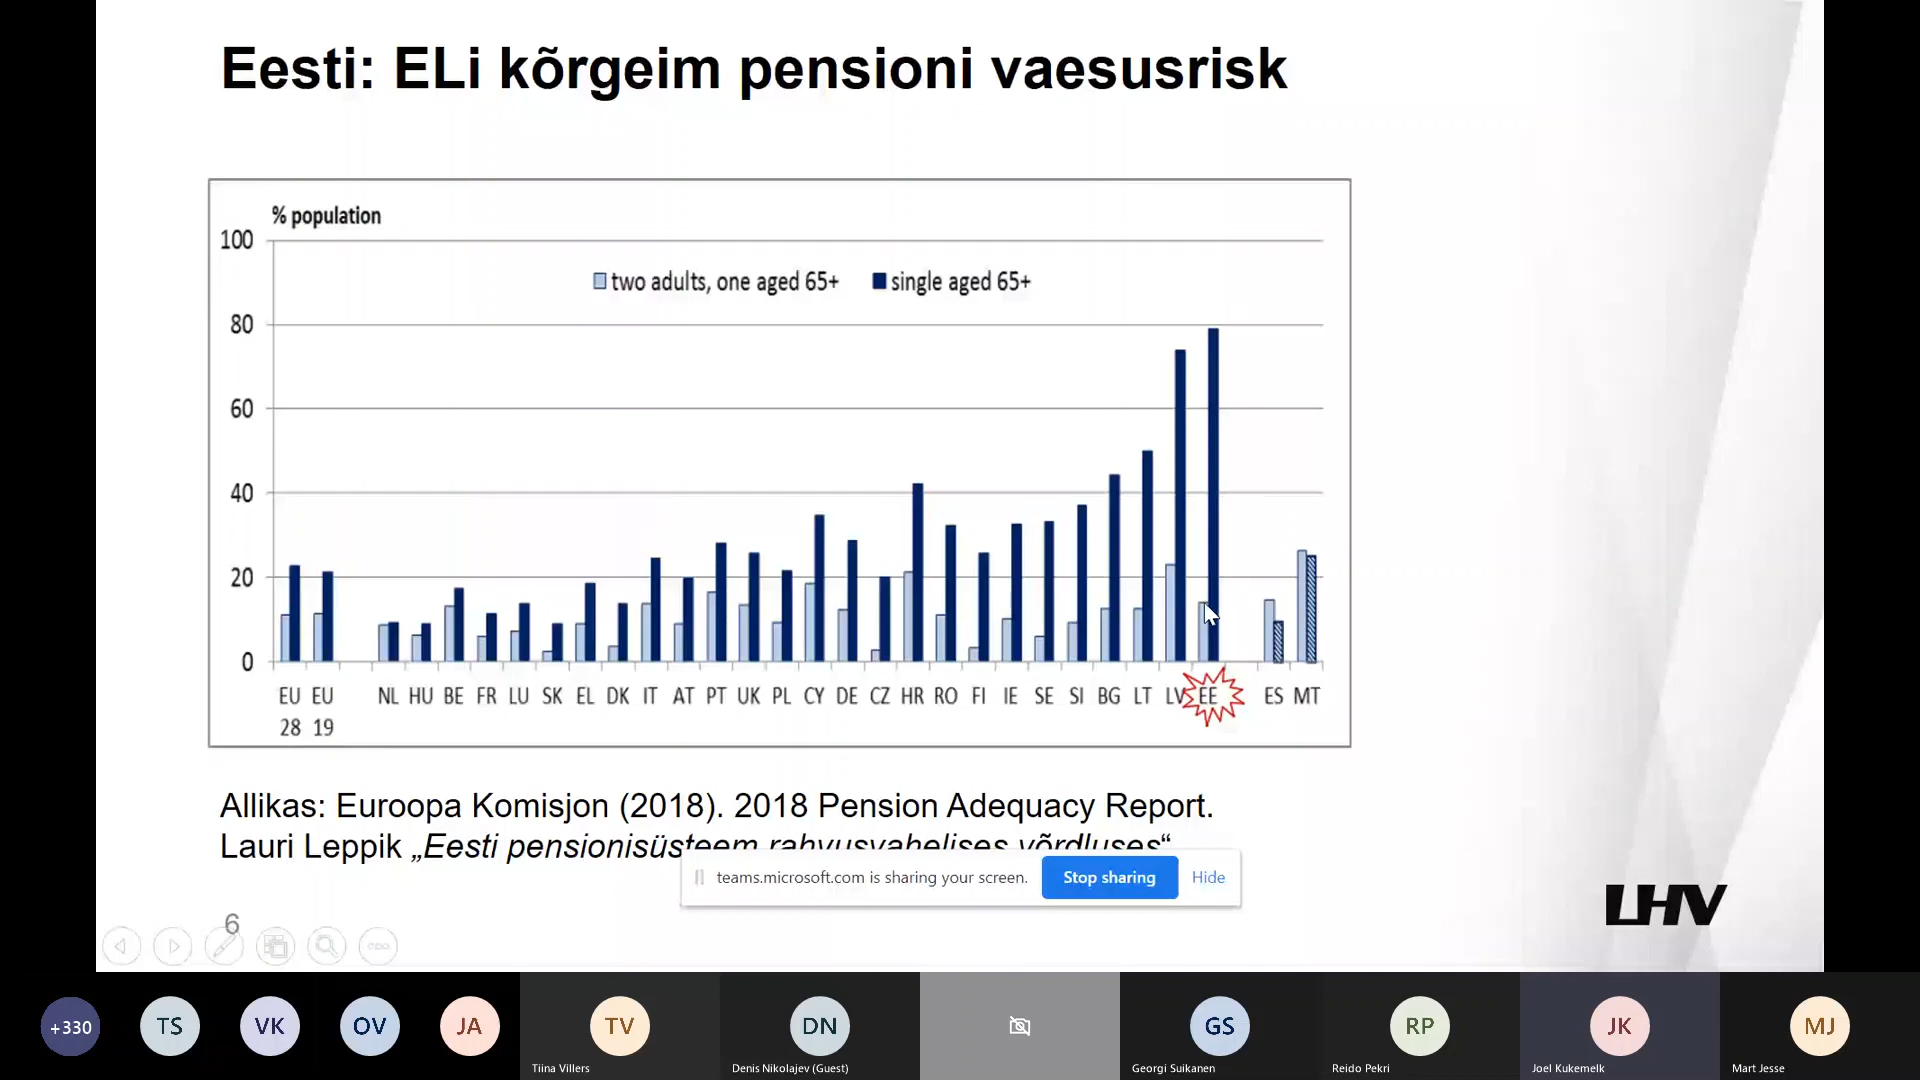 Eesti: ELi kõrgeim pensioni vaesusrisk
% population
100
two adults, one aged 65+ single aged 65+
80
60
40
20
0
EU EU NL HU BE FR LU SK EL DK IT AT PT UK PL CY DE CZ HR RO FI IE SE SI BG LT LV EE ES MT
28 19
Allikas: Euroopa Komisjon (2018). 2018 Pension Adequacy Report.
Lauri Leppik „Eesti pensionisüsteem rahvusvahelises võrdluses“
teams.microsoft.com is sharing your screen. Stop sharing Hide
6
LHV
+330 TS VK OV JA TV DN GS RP JK MJ
Tiina Villers Denis Nikolajev (Guest) Georgi Suikanen Reido Pekri Joel Kukemelk Mart Jesse